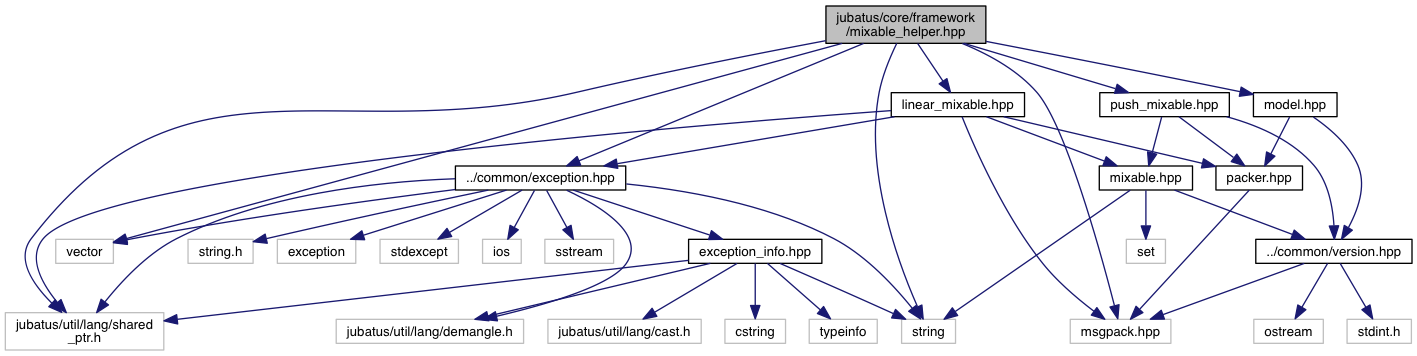 jubatus/core/framework
/mixable_helper.hpp
linear_mixable.hpp
push_mixable.hpp
model.hpp
../common/exception.hpp
mixable.hpp
packer.hpp
vector
string.h
exception
stdexcept
ios
sstream
exception_info.hpp
set
../common/version.hpp
jubatus/util/lang/shared
_ptr.h
jubatus/util/lang/demangle.h
jubatus/util/lang/cast.h
cstring
typeinfo
string
msgpack.hpp
ostream
stdint.h